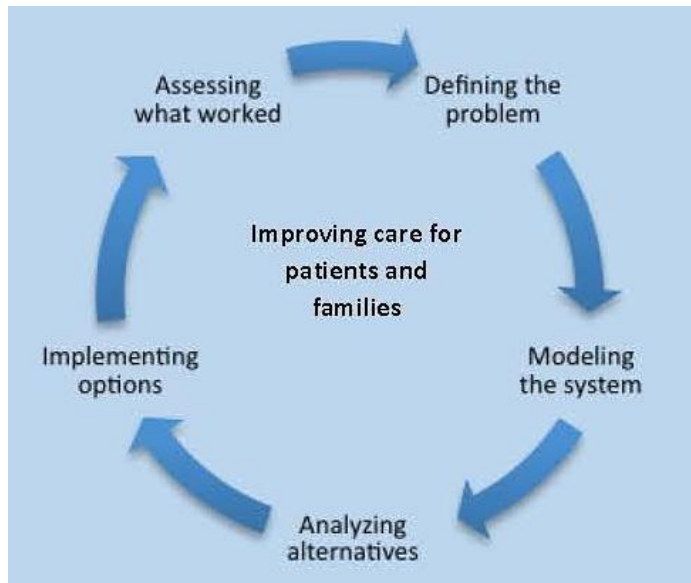 Assessing
what worked
Defining the
problem
Improving care for
patients and
families
Modeling
the system
Analyzing
alternatives
Implementing
options